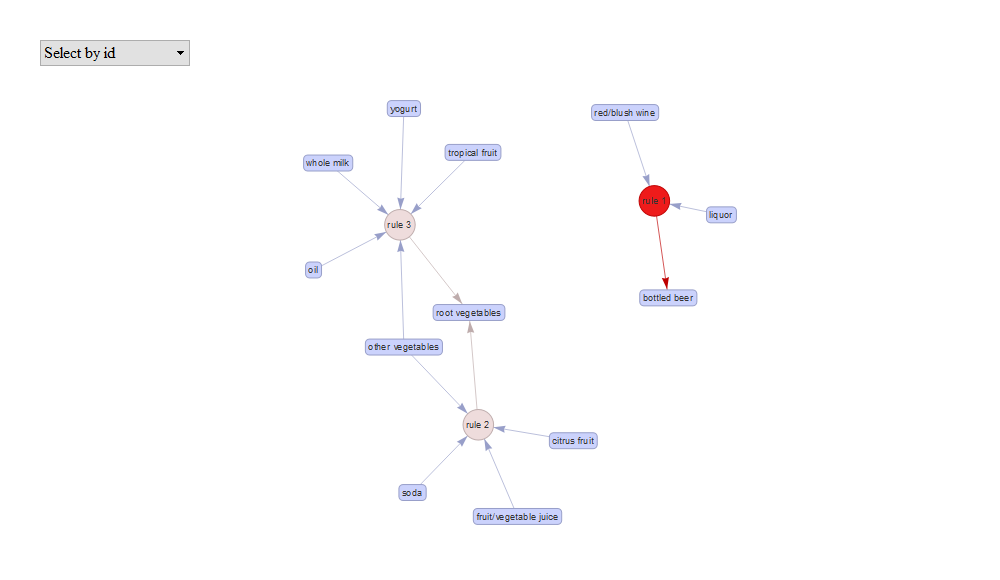 Select by id
yogurt
red/blush wine
tropical fruit
whole milk
rule 1
liquor
rule 3
oil
bottled beer
root vegetables
other vegetables
rule 2
citrus fruit
soda
fruit/vegetable juice